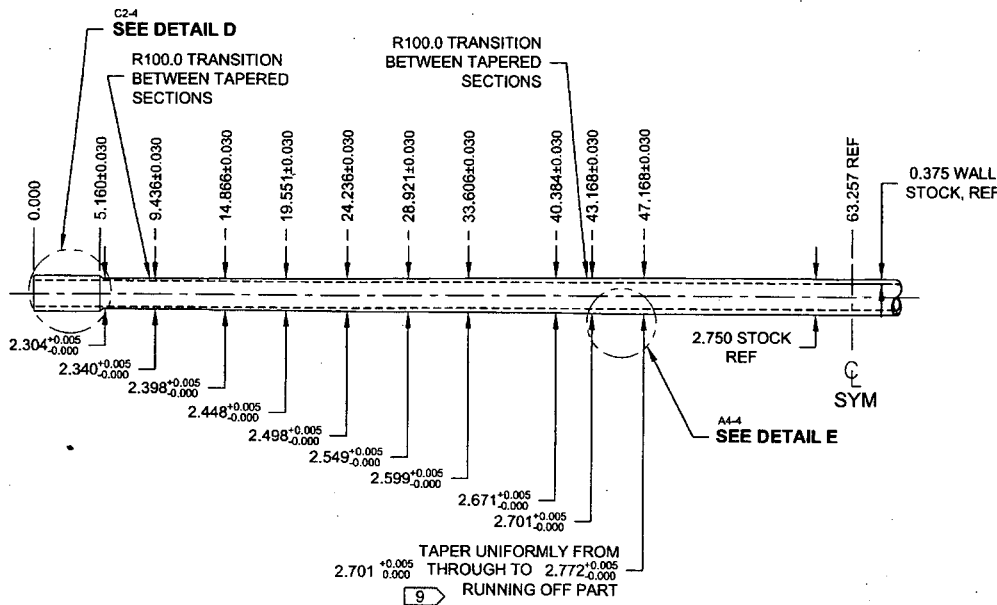 C2-4
SEE DETAIL D
R100.0 TRANSITION
BETWEEN TAPERED
SECTIONS
R100.0 TRANSITION
BETWEEN TAPERED
SECTIONS
0.000
5.160±0.030
9.436±0.030
14.866±0.030
19.551±0.030
24.236±0.030
28.921±0.030
33.606±0.030
40.384±0.030
43.168±0.030
47.168±0.030
63.257 REF
0.375 WALL
STOCK, REF
2.304 +0.005 -0.000
2.340 +0.005 -0.000
2.398 +0.005 -0.000
2.448 +0.005 -0.000
2.498 +0.005 -0.000
2.549 +0.005 -0.000
2.599 +0.005 -0.000
2.671 +0.005 -0.000
2.701 +0.005 -0.000
2.750 STOCK
REF
℄
SYM
A4-4
SEE DETAIL E
TAPER UNIFORMLY FROM
2.701 +0.005 0.000 THROUGH TO 2.772 +0.005 -0.000
RUNNING OFF PART
9